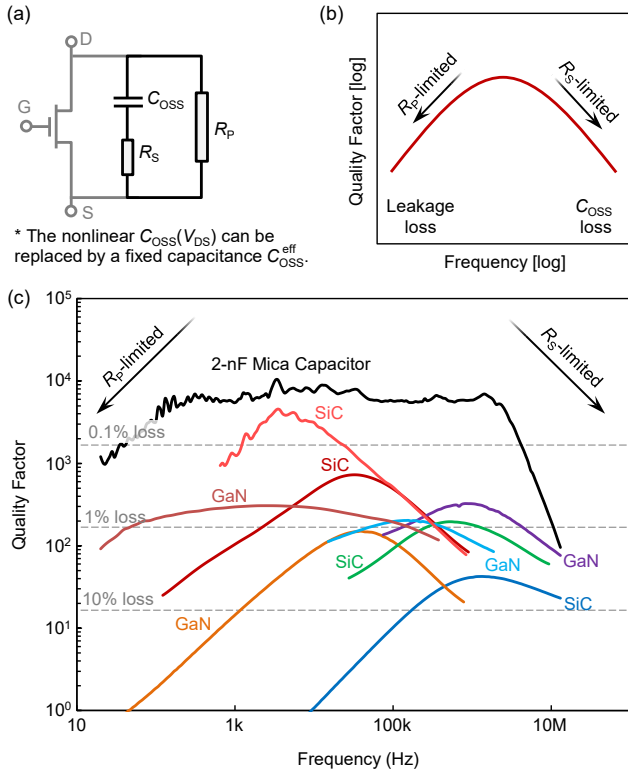 (a)
D
G
S
C_OSS
R_S
R_P
* The nonlinear C_OSS(V_DS) can be
replaced by a fixed capacitance C_OSS^eff.
(b)
Quality Factor [log]
R_P-limited
R_S-limited
Leakage
loss
C_OSS
loss
Frequency [log]
(c)
Quality Factor
10^5
10^4
10^3
10^2
10^1
10^0
R_P-limited
R_S-limited
2-nF Mica Capacitor
SiC
0.1% loss
SiC
GaN
1% loss
SiC
GaN
GaN
10% loss
GaN
SiC
10
1k
100k
10M
Frequency (Hz)